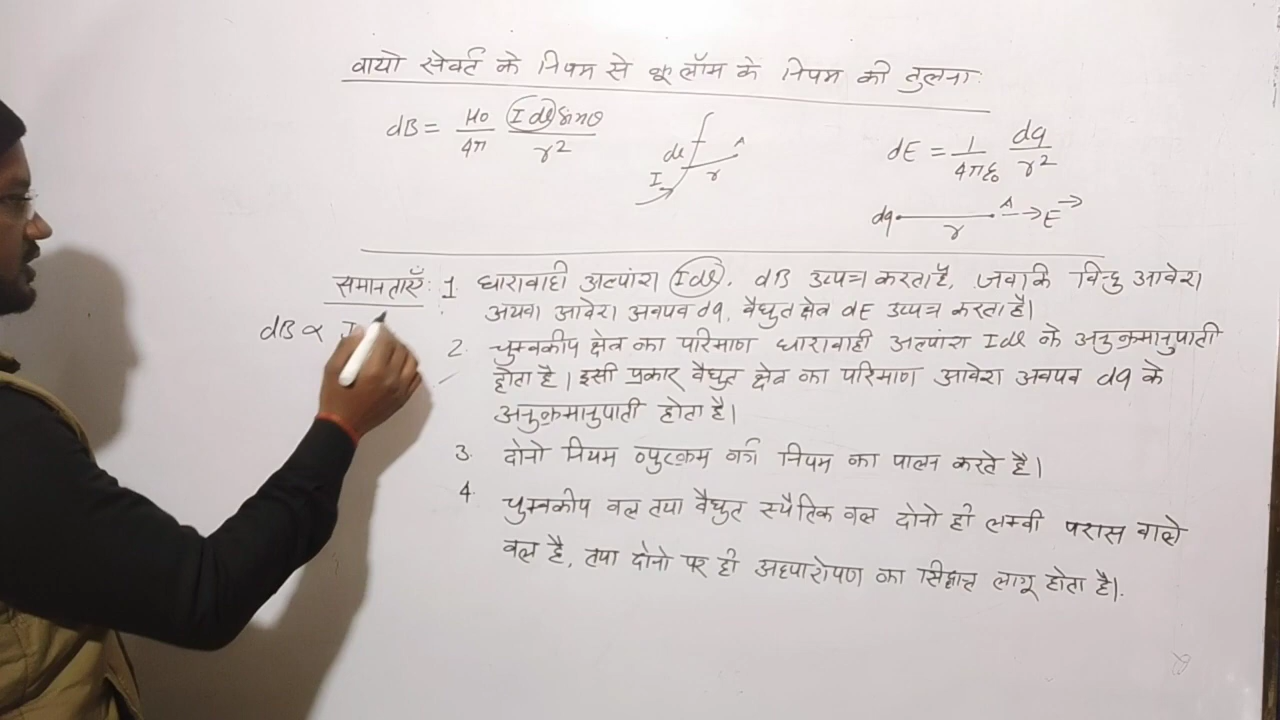 वायो सेवर्ट के नियम से कूलॉम के नियम की तुलना:
dB = μ0/4π Idl sinθ/r2
dl
I
r
A
dE = 1/4πε0 dq/r2
dq
r
A
E
समानताएँ: 1. धारावाही अल्पांश Idl, dB उत्पन्न करता है, जबकि बिन्दु आवेश
अथवा आवेश अवयव dq, वैधुत क्षेत्र dE उत्पन्न करता है।
dB ∝ I
2. चुम्बकीय क्षेत्र का परिमाण धारावाही अल्पांश Idl के अनुक्रमानुपाती
होता है। इसी प्रकार वैधुत क्षेत्र का परिमाण आवेश अवयव dq के
अनुक्रमानुपाती होता है।
3. दोनो नियम व्युत्क्रम वर्ग नियम का पालन करते है।
4. चुम्बकीय बल तथा वैधुत स्थैतिक बल दोनो ही लम्बी परास वाले
बल है, तथा दोनो पर ही अध्यारोपण का सिद्धान्त लागू होता है।